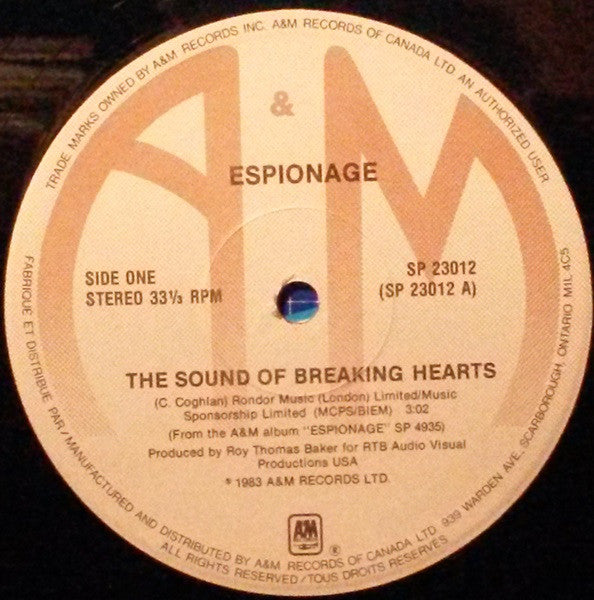 TRADE MARKS OWNED BY A&M RECORDS INC. A&M RECORDS OF CANADA LTD. AN AUTHORIZED USER
A & M
ESPIONAGE
SIDE ONE
STEREO 33⅓ RPM
SP 23012
(SP 23012 A)
THE SOUND OF BREAKING HEARTS
(C. Coghlan) Rondor Music (London) Limited/Music
Sponsorship Limited (MCPS/BIEM) 3:02
(From the A&M album "ESPIONAGE" SP 4935)
Produced by Roy Thomas Baker for RTB Audio Visual
Productions USA
℗ 1983 A&M RECORDS LTD.
A&M ®
FABRIQUE ET DISTRIBUE PAR/MANUFACTURED AND DISTRIBUTED BY A&M RECORDS OF CANADA LTD. 939 WARDEN AVE. SCARBOROUGH, ONTARIO M1L 4C5
ALL RIGHTS RESERVED/TOUS DROITS RESERVÉS